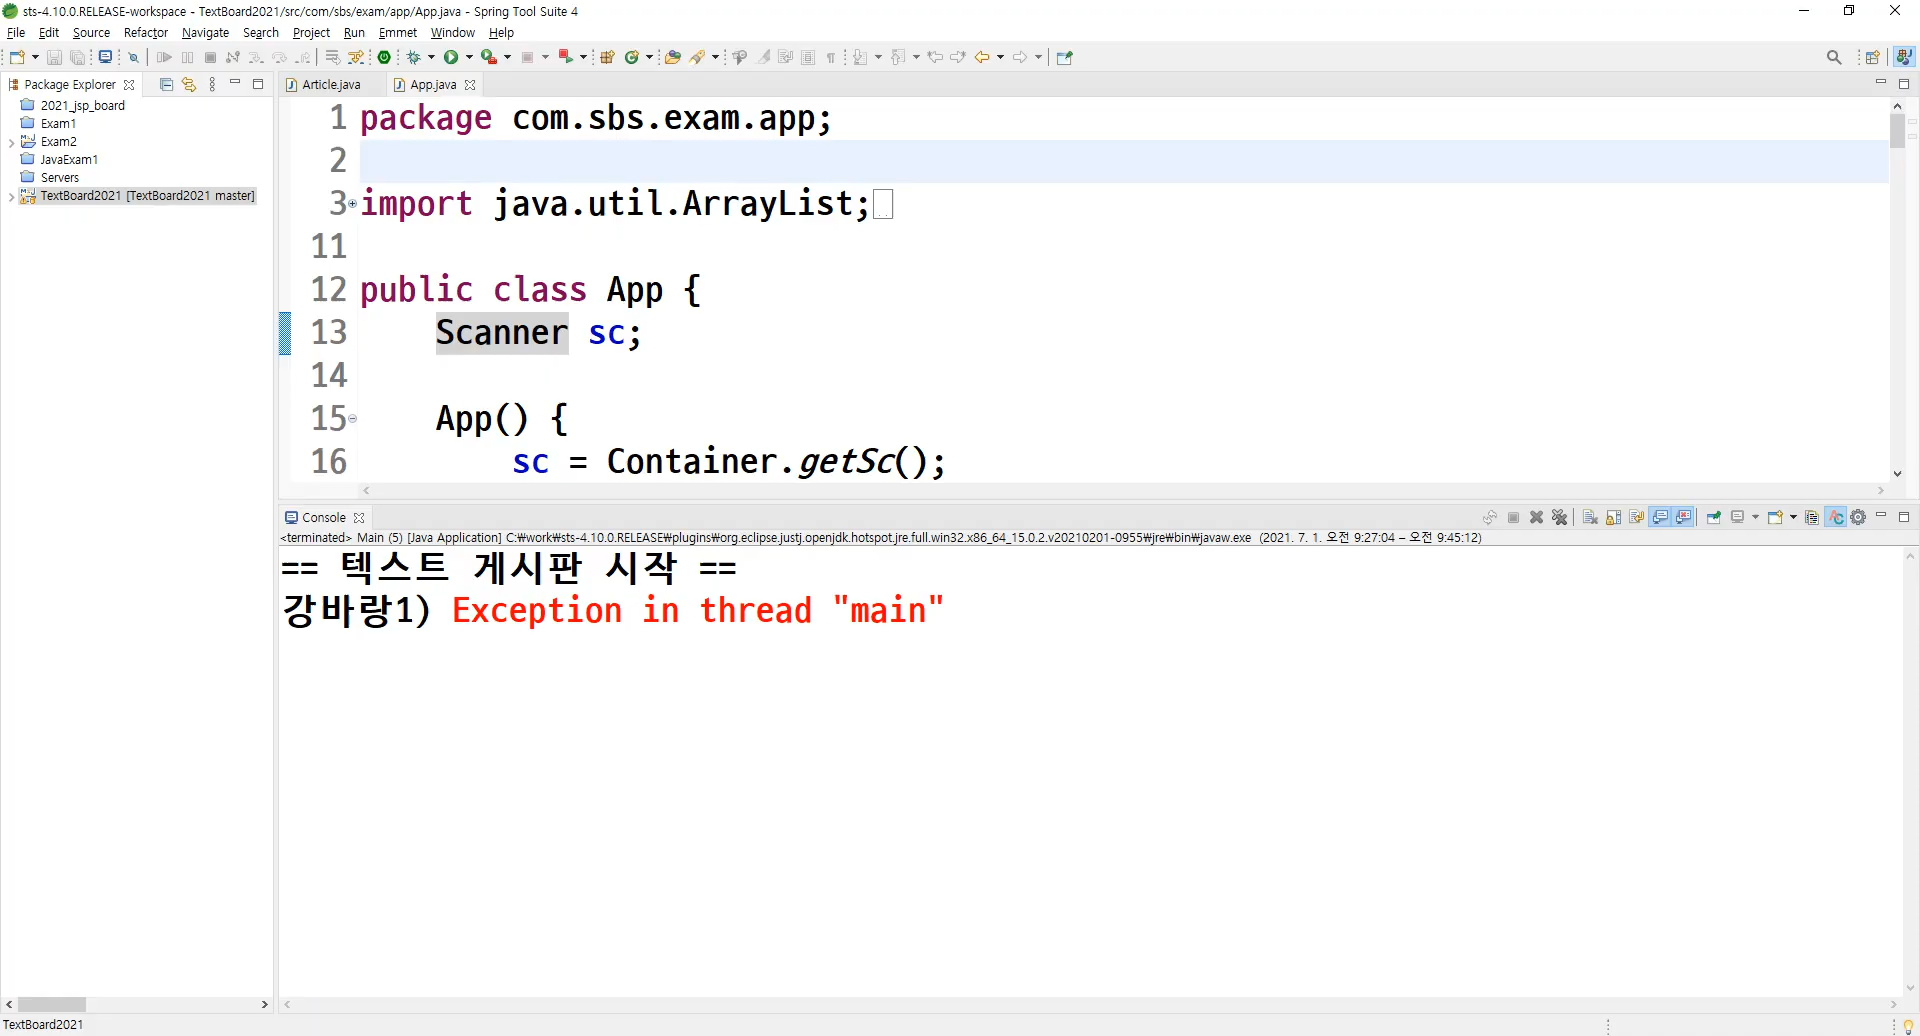 sts-4.10.0.RELEASE-workspace - TextBoard2021/src/com/sbs/exam/app/App.java - Spring Tool Suite 4
File Edit Source Refactor Navigate Search Project Run Emmet Window Help
Package Explorer
2021_jsp_board
Exam1
Exam2
JavaExam1
Servers
TextBoard2021 [TextBoard2021 master]
Article.java App.java
1 package com.sbs.exam.app;
2
3 import java.util.ArrayList;
11
12 public class App {
13 Scanner sc;
14
15 App() {
16 sc = Container.getSc();
Console
<terminated> Main (5) [Java Application] C:₩work₩sts-4.10.0.RELEASE₩plugins₩org.eclipse.justj.openjdk.hotspot.jre.full.win32.x86_64_15.0.2.v20210201-0955₩jre₩bin₩javaw.exe (2021. 7. 1. 오전 9:27:04 – 오전 9:45:12)
== 텍스트 게시판 시작 ==
강바랑1) Exception in thread "main"
TextBoard2021